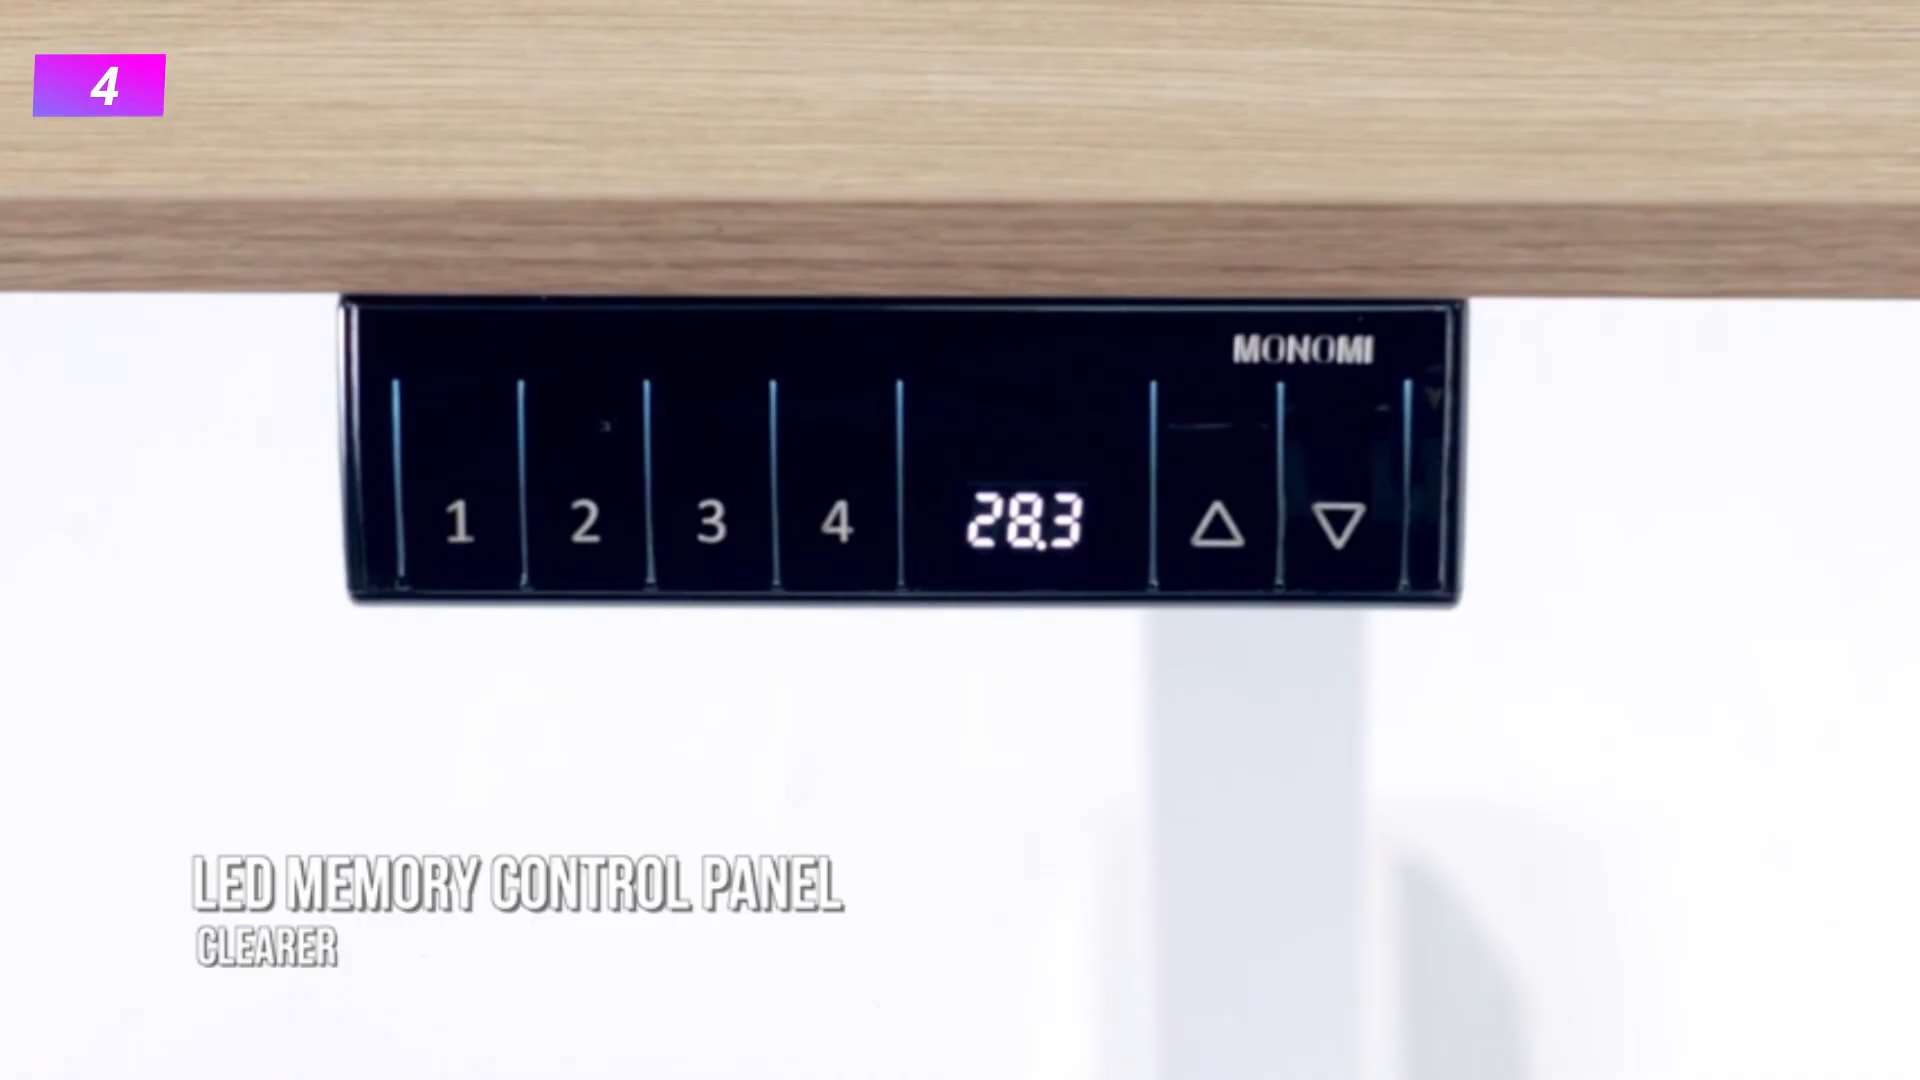 4
MONOMI
1 2 3 4 28.3
LED MEMORY CONTROL PANEL
CLEARER